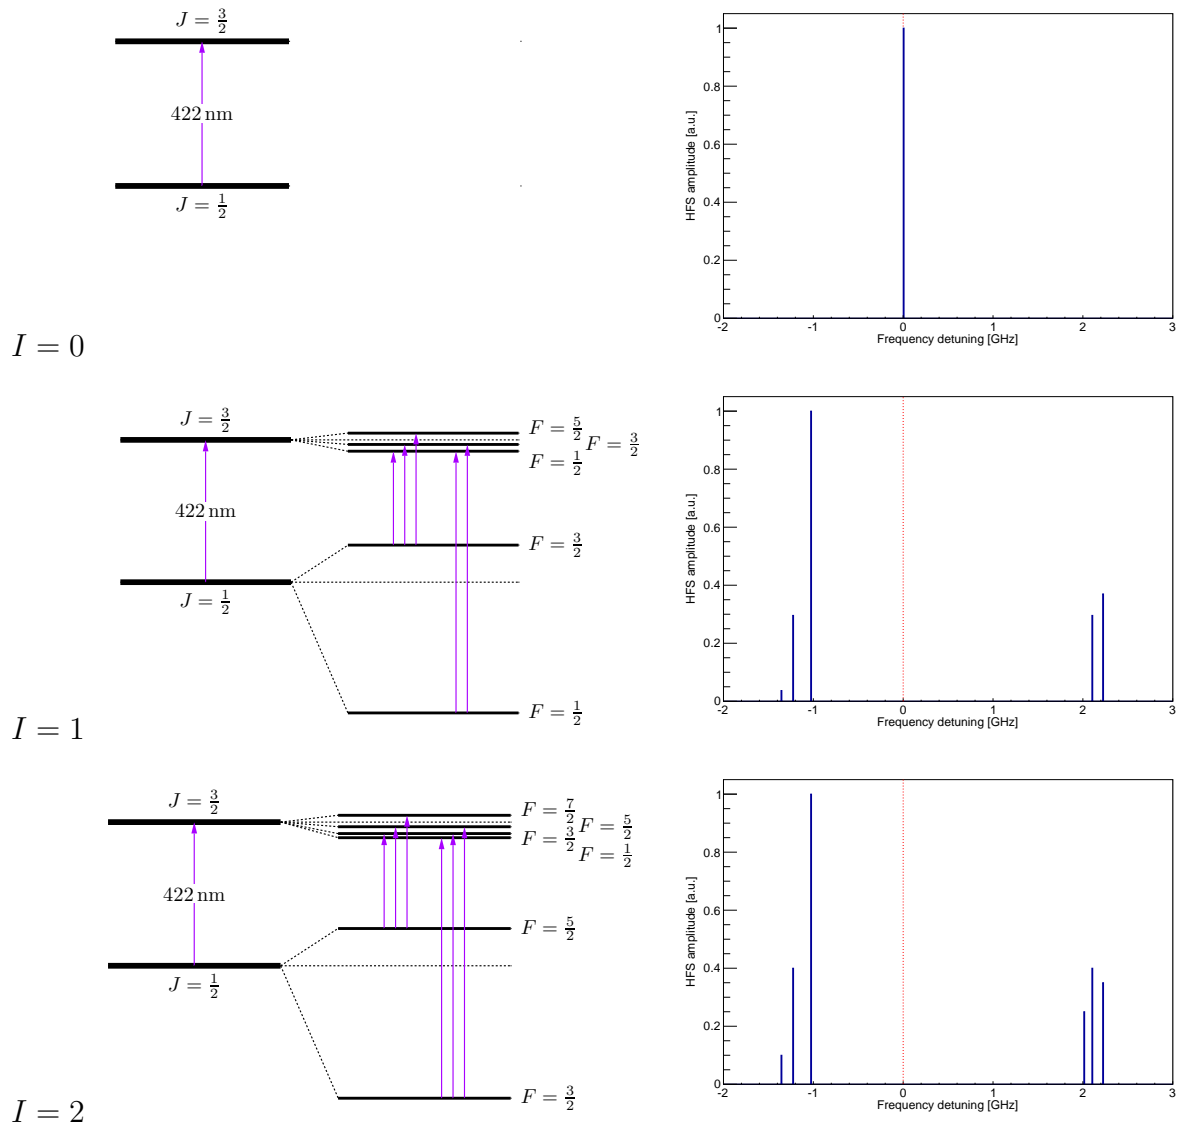 J = 3/2
422 nm
J = 1/2
I = 0
HFS amplitude [a.u.]
1
0.8
0.6
0.4
0.2
0
-2 -1 0 1 2 3
Frequency detuning [GHz]
J = 3/2
422 nm
J = 1/2
F = 5/2
F = 3/2
F = 1/2
F = 3/2
F = 1/2
I = 1
HFS amplitude [a.u.]
1
0.8
0.6
0.4
0.2
0
-2 -1 0 1 2 3
Frequency detuning [GHz]
J = 3/2
422 nm
J = 1/2
F = 7/2
F = 5/2
F = 3/2
F = 1/2
F = 5/2
F = 3/2
I = 2
HFS amplitude [a.u.]
1
0.8
0.6
0.4
0.2
0
-2 -1 0 1 2 3
Frequency detuning [GHz]